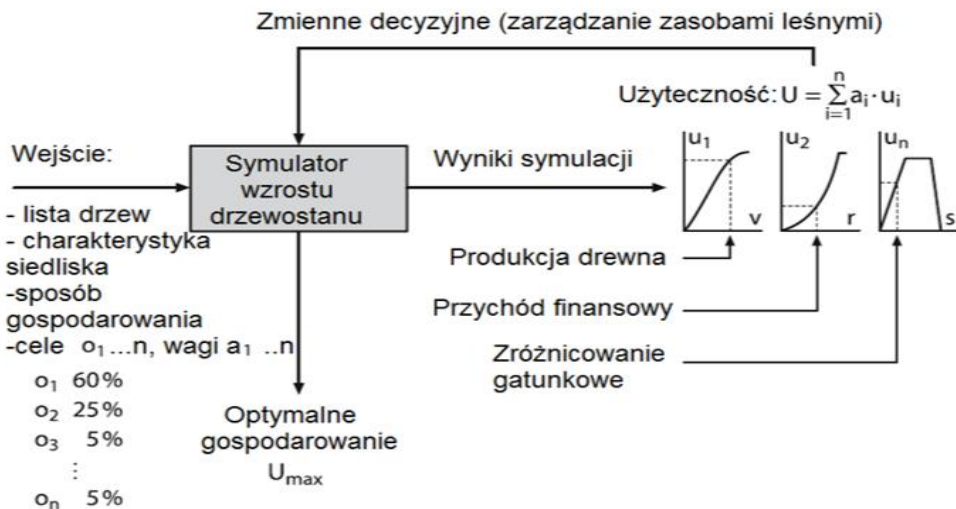 Zmienne decyzyjne (zarządzanie zasobami leśnymi)
Użyteczność: U = n∑i=1 aᵢ · uᵢ
Wejście:
Symulator
wzrostu
drzewostanu
Wyniki symulacji
u₁
v
u₂
r
uₙ
s
- lista drzew
- charakterystyka
siedliska
-sposób
gospodarowania
-cele o₁ ...n, wagi a₁ ..n
o₁ 60%
o₂ 25%
o₃ 5%
⋮
oₙ 5%
Produkcja drewna
Przychód finansowy
Zróżnicowanie
gatunkowe
Optymalne
gospodarowanie
Uₘₐₓ